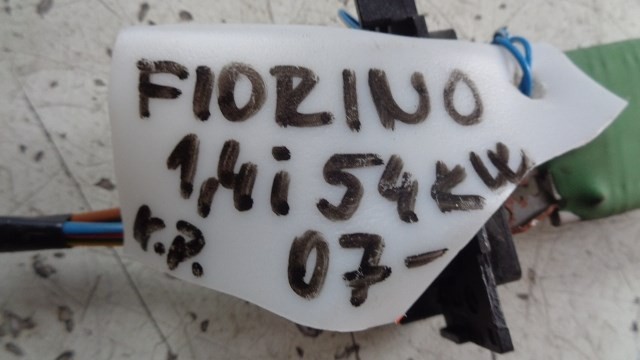 FIORINO
1,4i 54kW
r.v. 07-